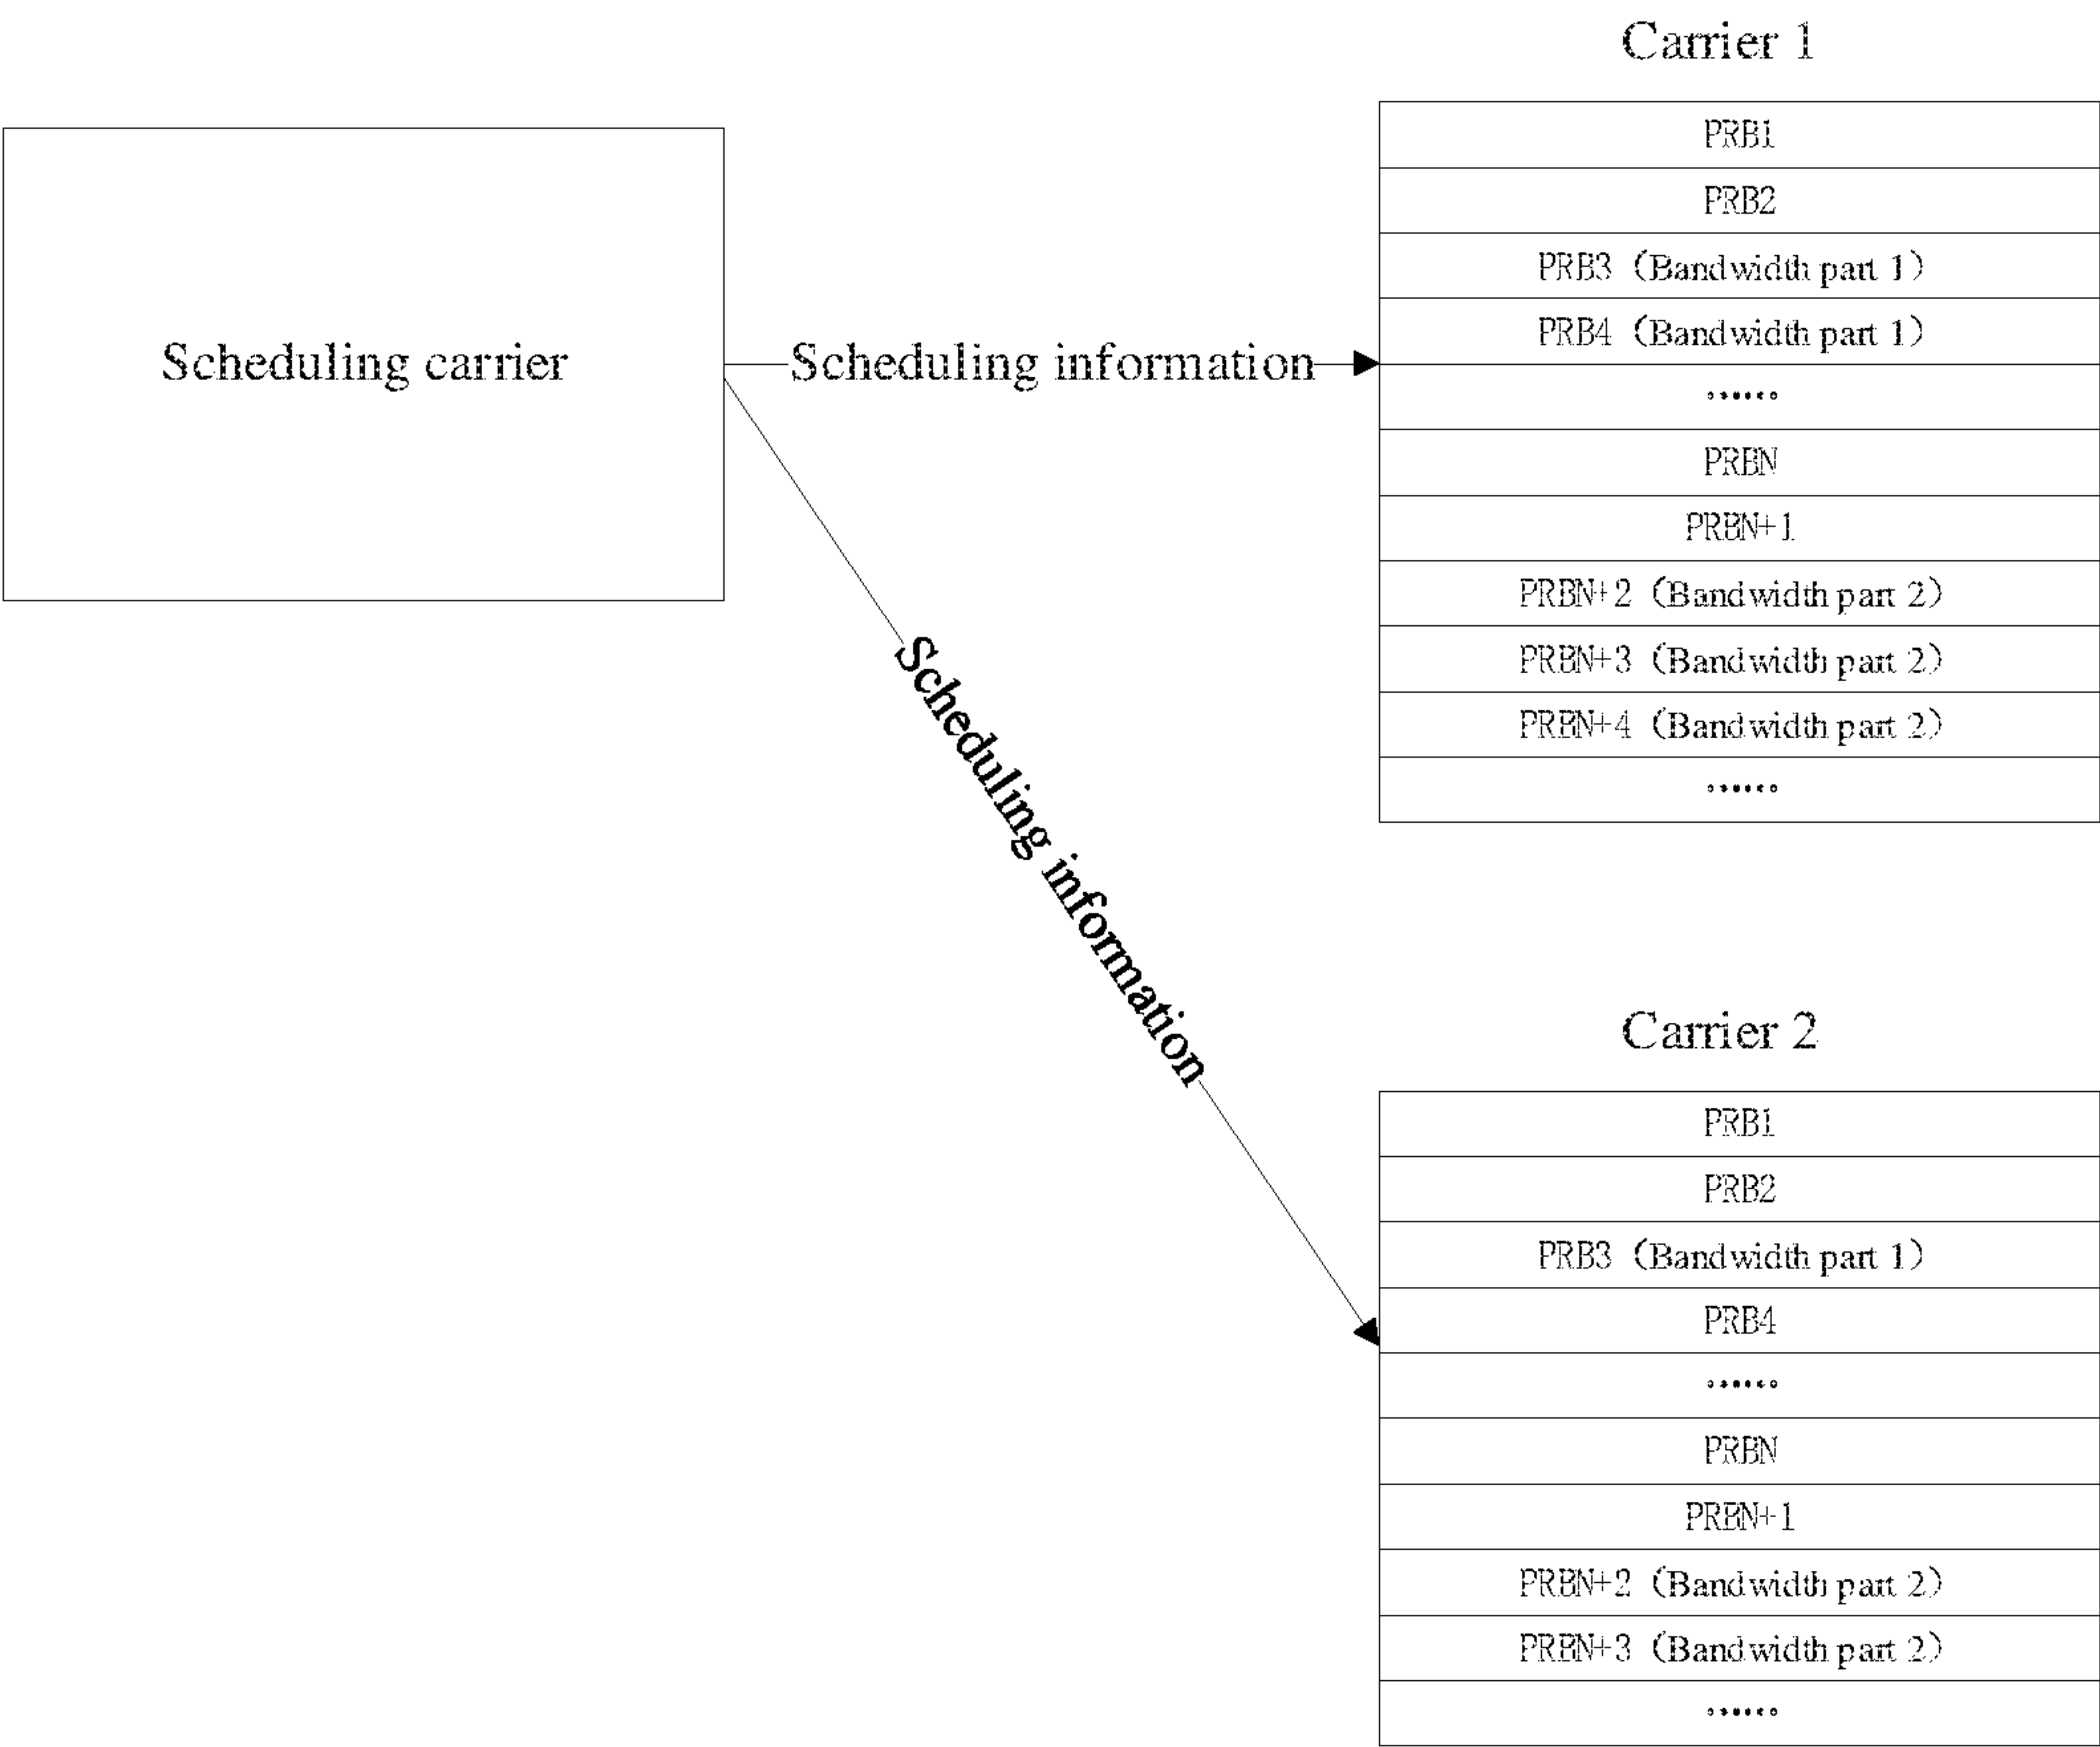 Carrier 1
PRB1
PRB2
PRB3 (Bandwidth part 1)
PRB4 (Bandwidth part 1)
······
PRBN
PRBN+1
PRBN+2 (Bandwidth part 2)
PRBN+3 (Bandwidth part 2)
PRBN+4 (Bandwidth part 2)
······
Scheduling carrier
Scheduling information
Scheduling information
Carrier 2
PRB1
PRB2
PRB3 (Bandwidth part 1)
PRB4
······
PRBN
PRBN+1
PRBN+2 (Bandwidth part 2)
PRBN+3 (Bandwidth part 2)
······